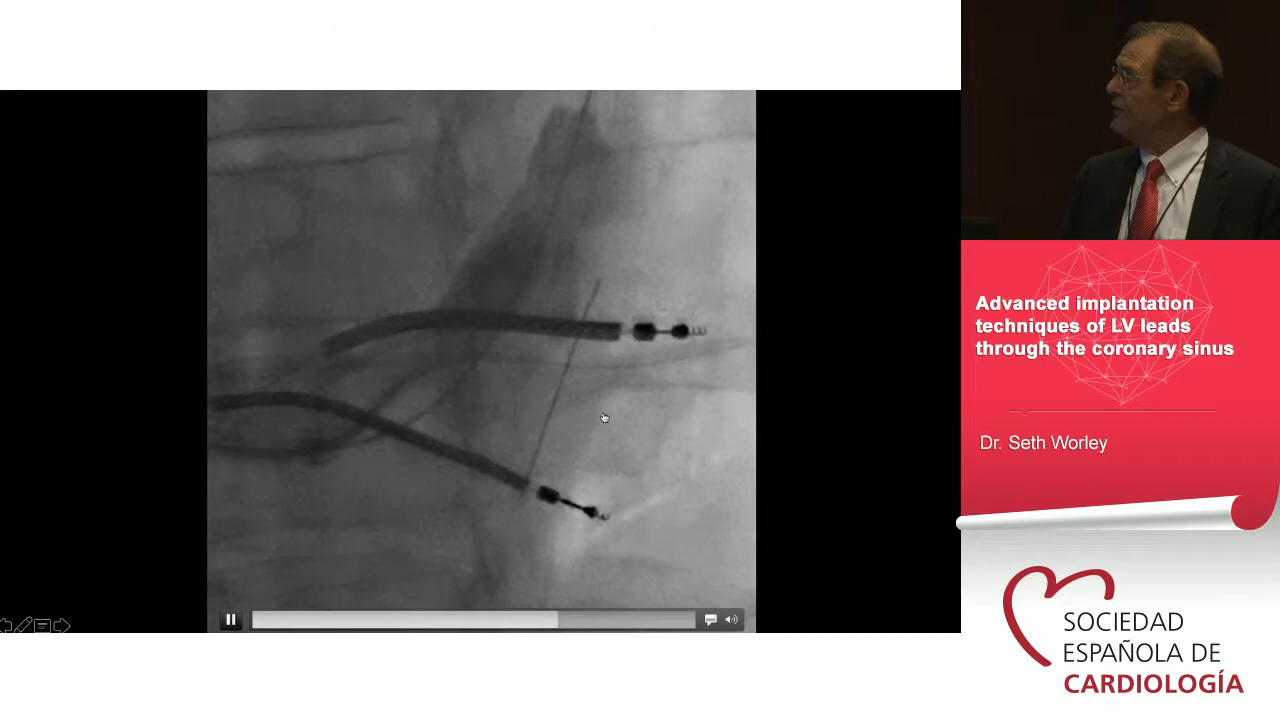 Advanced implantation
techniques of LV leads
through the coronary sinus
Dr. Seth Worley
SOCIEDAD
ESPAÑOLA DE
CARDIOLOGÍA